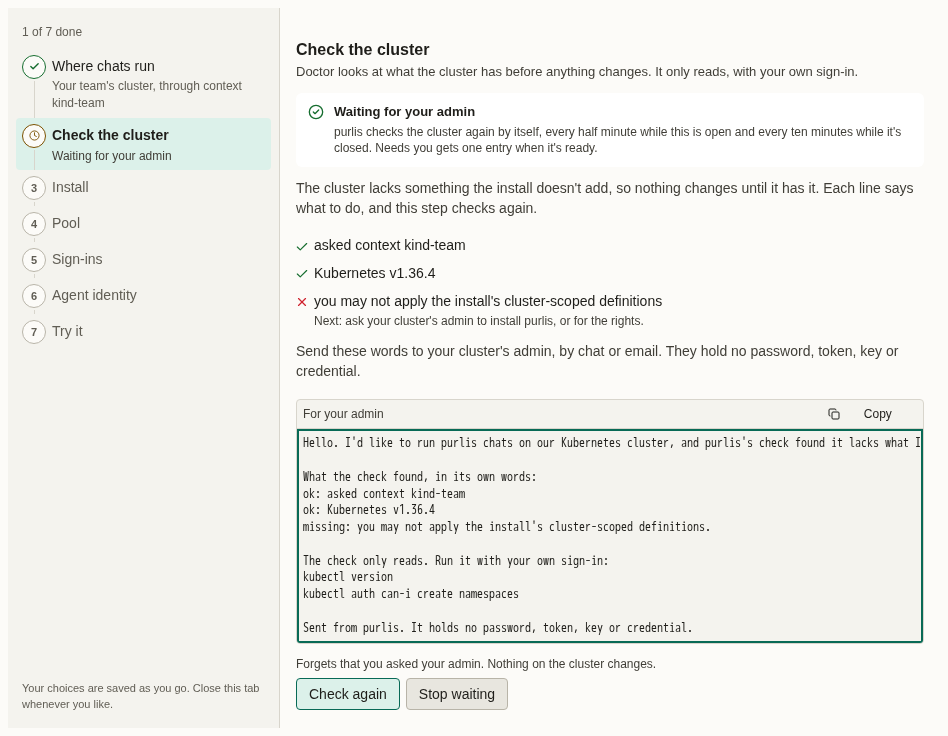 1 of 7 done
Where chats run
Your team's cluster, through context
kind-team
Check the cluster
Waiting for your admin
3 Install
4 Pool
5 Sign-ins
6 Agent identity
7 Try it
Your choices are saved as you go. Close this tab
whenever you like.
Check the cluster
Doctor looks at what the cluster has before anything changes. It only reads, with your own sign-in.
Waiting for your admin
purlis checks the cluster again by itself, every half minute while this is open and every ten minutes while it's
closed. Needs you gets one entry when it's ready.
The cluster lacks something the install doesn't add, so nothing changes until it has it. Each line says
what to do, and this step checks again.
asked context kind-team
Kubernetes v1.36.4
you may not apply the install's cluster-scoped definitions
Next: ask your cluster's admin to install purlis, or for the rights.
Send these words to your cluster's admin, by chat or email. They hold no password, token, key or
credential.
For your admin
Copy
Hello. I'd like to run purlis chats on our Kubernetes cluster, and purlis's check found it lacks what I
What the check found, in its own words:
ok: asked context kind-team
ok: Kubernetes v1.36.4
missing: you may not apply the install's cluster-scoped definitions.
The check only reads. Run it with your own sign-in:
kubectl version
kubectl auth can-i create namespaces
Sent from purlis. It holds no password, token, key or credential.
Forgets that you asked your admin. Nothing on the cluster changes.
Check again
Stop waiting